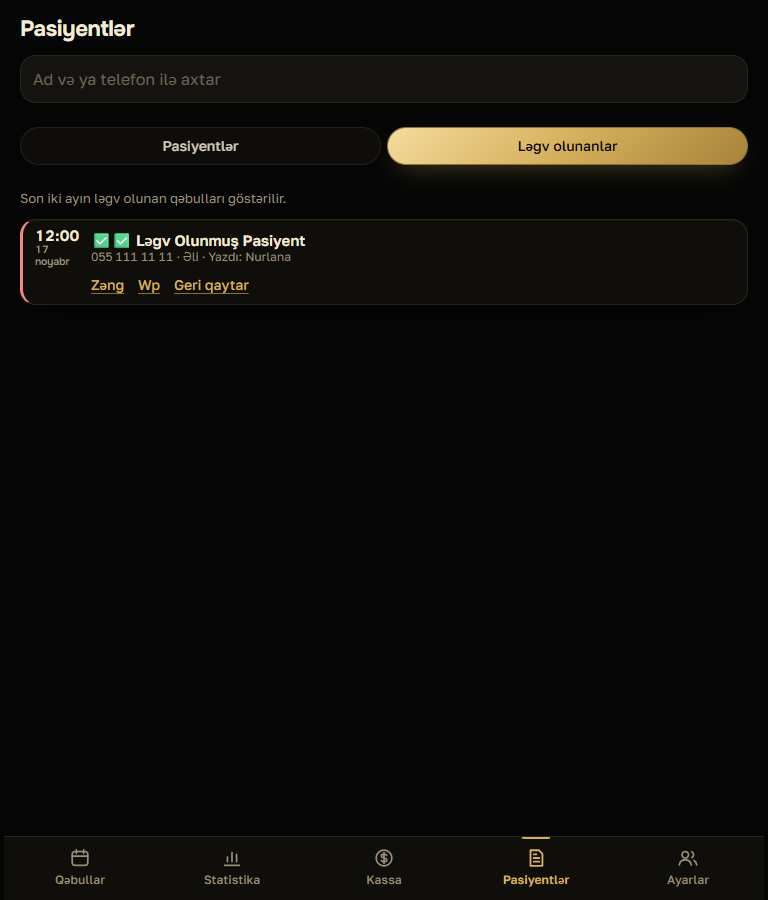 Pasiyentlər
Ad və ya telefon ilə axtar
Pasiyentlər
Ləgv olunanlar
Son iki ayın ləgv olunan qəbulları göstərilir.
12:00
17
noyabr
✅ ✅ Ləgv Olunmuş Pasiyent
055 111 11 11 · Əli · Yazdı: Nurlana
Zəng Wp Geri qaytar
Qəbullar
Statistika
Kassa
Pasiyentlər
Ayarlar